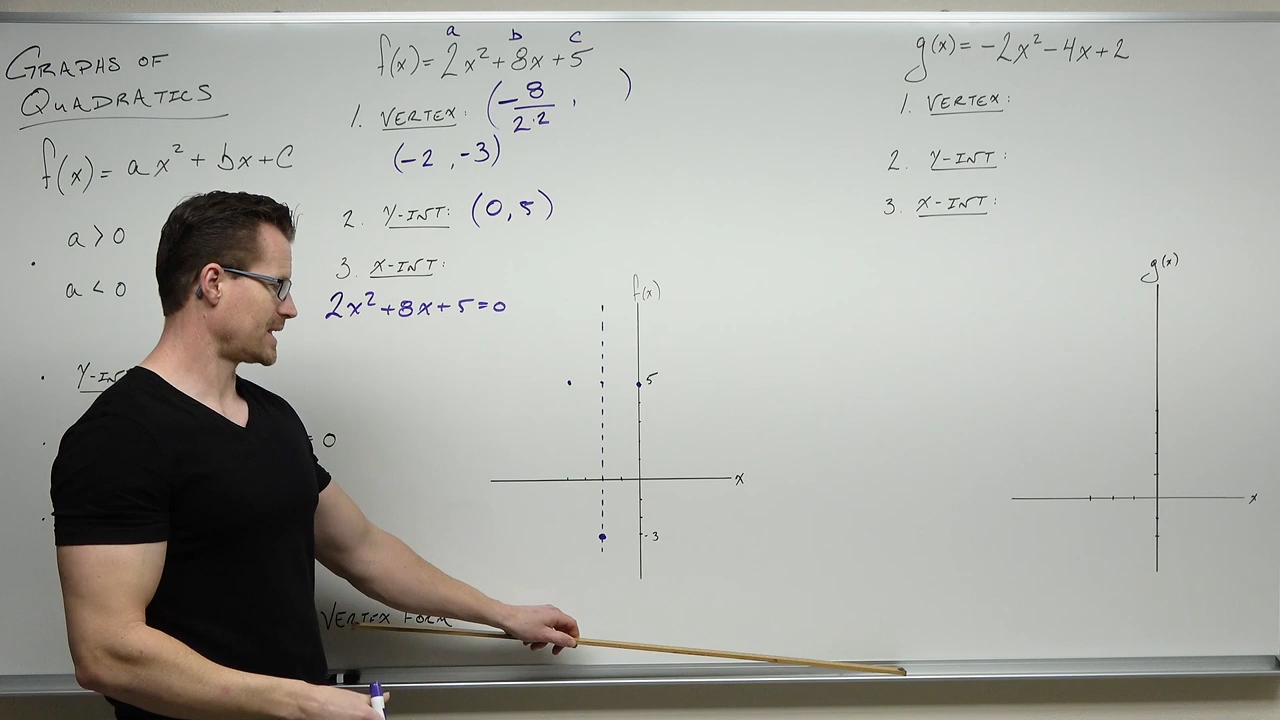 GRAPHS OF
QUADRATICS
f(x) = ax² + bx + C
a > 0
a < 0
= 0
a b c
f(x) = 2x² + 8x + 5
1. VERTEX: (-8/2·2 , )
(-2 , -3)
2. Y-INT: (0, 5)
3. X-INT:
2x² + 8x + 5 = 0
f(x)
5
x
-3
VERTEX FORM
g(x) = -2x² - 4x + 2
1. VERTEX:
2. Y-INT:
3. X-INT:
g(x)
x